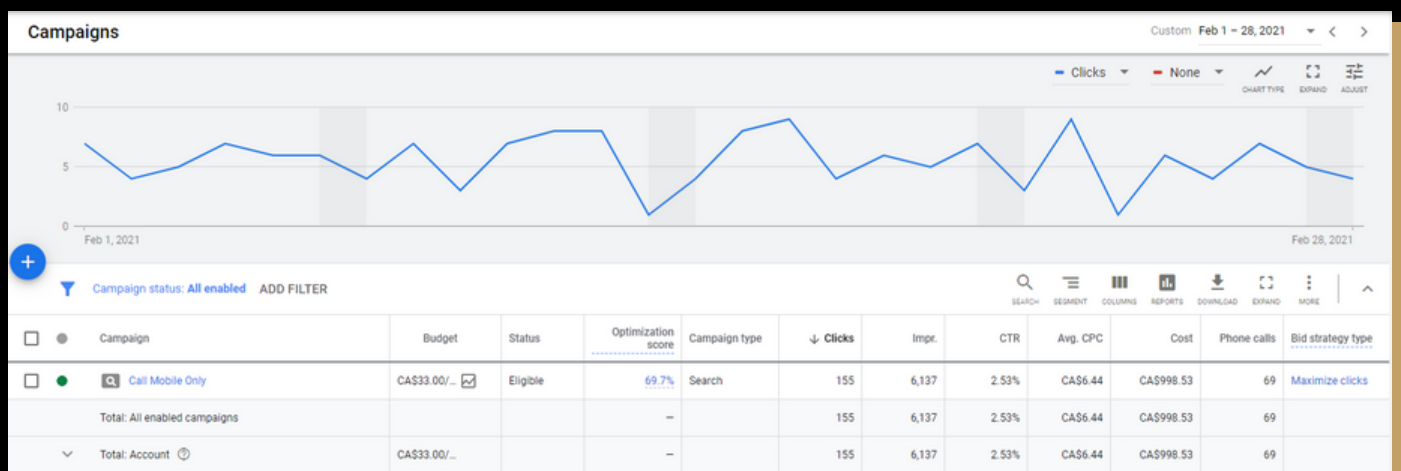 Campaigns
Custom Feb 1 – 28, 2021
Clicks None
CHART TYPE EXPAND ADJUST
10
5
0
Feb 1, 2021 Feb 28, 2021
Campaign status: All enabled ADD FILTER
SEARCH SEGMENT COLUMNS REPORTS DOWNLOAD EXPAND MORE
Campaign Budget Status Optimization score Campaign type Clicks Impr. CTR Avg. CPC Cost Phone calls Bid strategy type
Call Mobile Only CA$33.00/... Eligible 69.7% Search 155 6,137 2.53% CA$6.44 CA$998.53 69 Maximize clicks
Total: All enabled campaigns – 155 6,137 2.53% CA$6.44 CA$998.53 69
Total: Account CA$33.00/... – 155 6,137 2.53% CA$6.44 CA$998.53 69